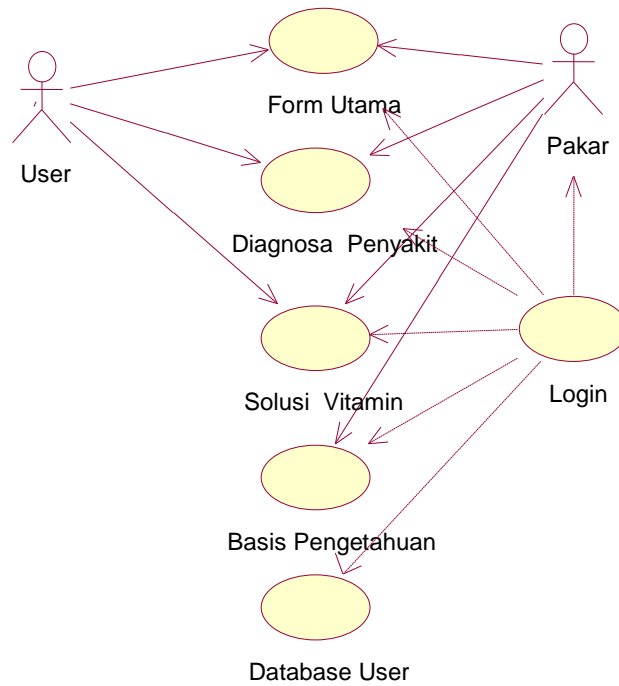 Form Utama
User
Pakar
Diagnosa Penyakit
Solusi Vitamin
Login
Basis Pengetahuan
Database User